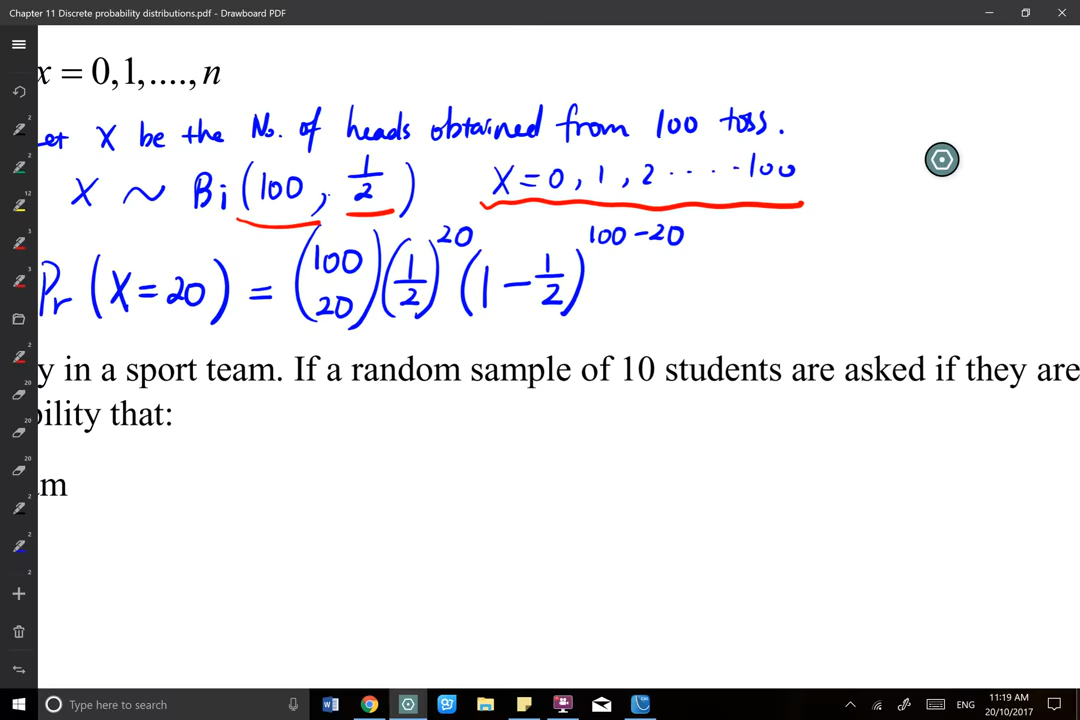 Chapter 11 Discrete probability distributions.pdf - Drawboard PDF
x = 0,1,....,n
et X be the No. of heads obtained from 100 toss.
X ~ Bi (100, 1/2) X = 0, 1, 2 ..... 100
Pr (X = 20) = (100 20) (1/2)^20 (1 - 1/2)^100-20
y in a sport team. If a random sample of 10 students are asked if they are
bility that:
am
Type here to search
ENG
11:19 AM
20/10/2017